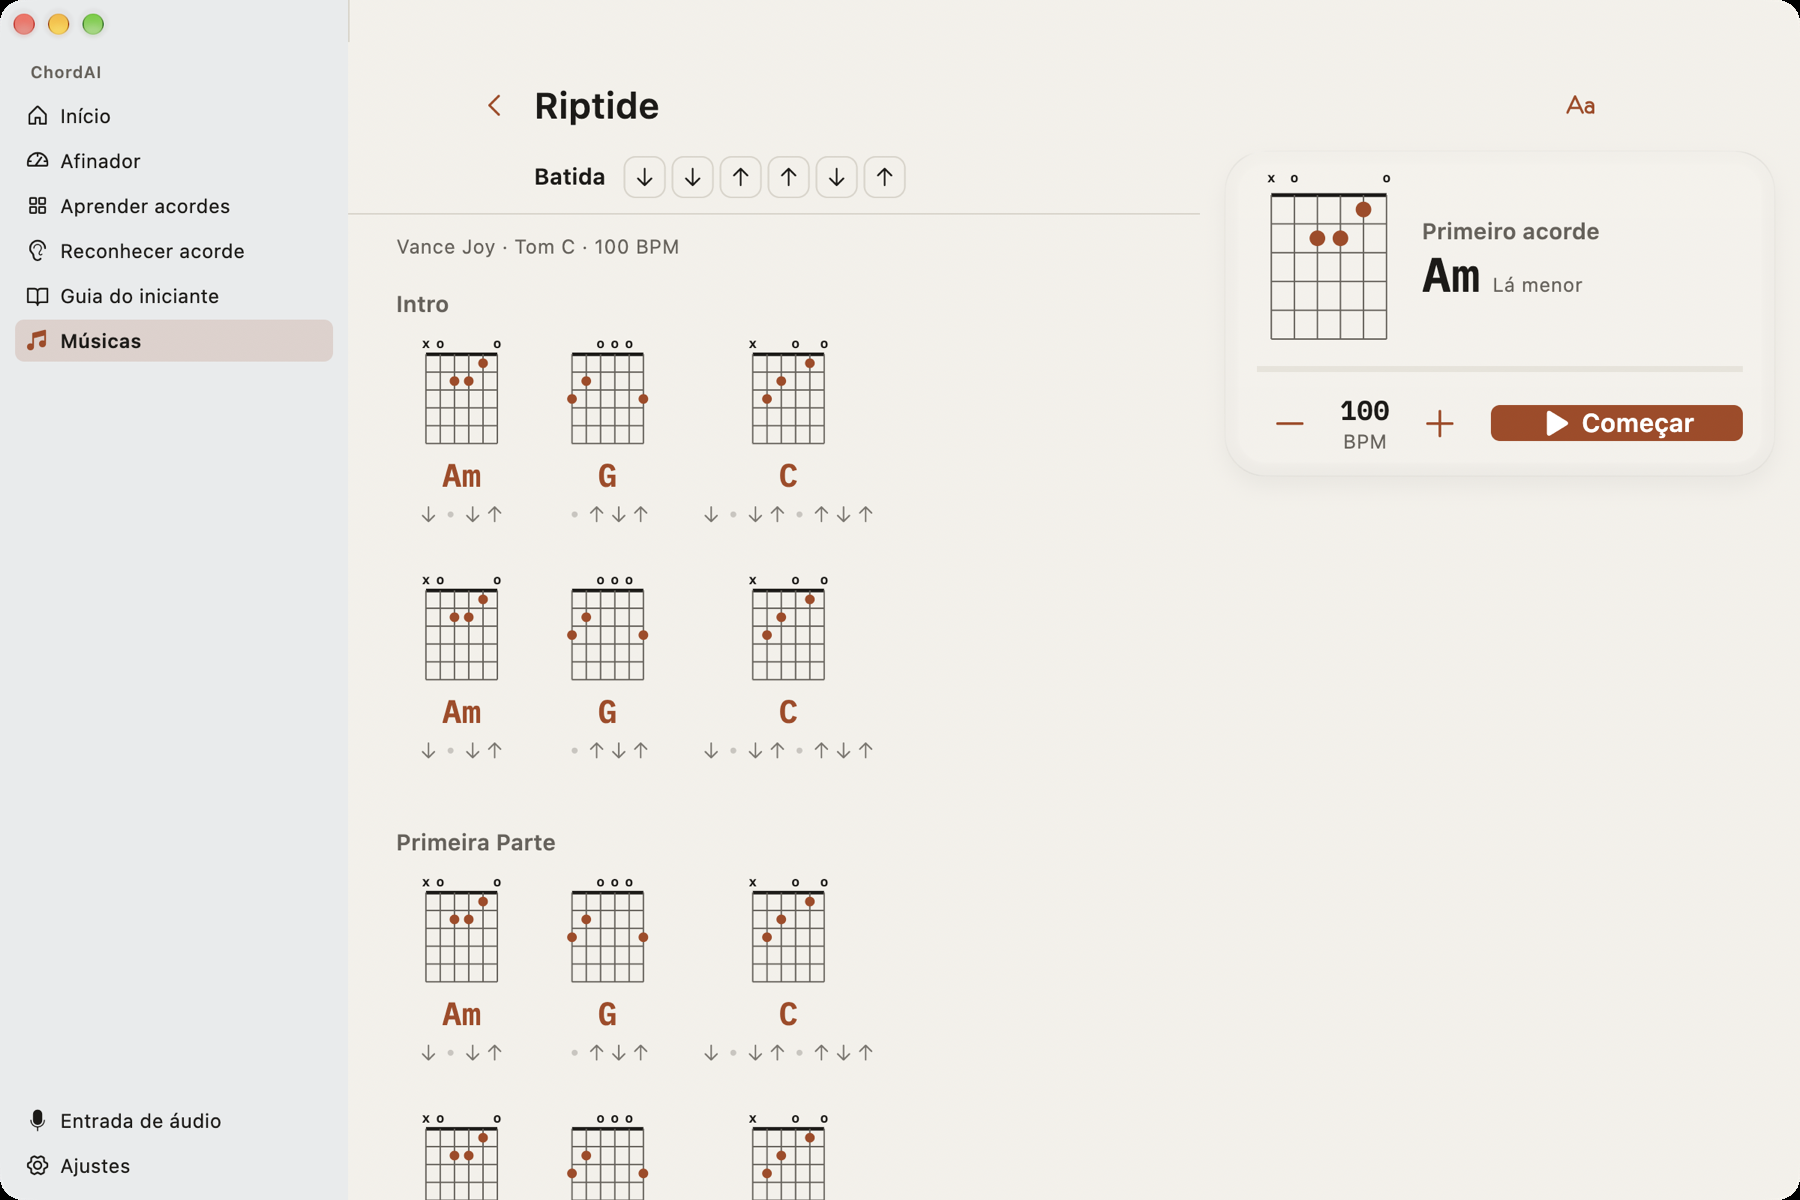 ChordAI
Início
Afinador
Aprender acordes
Reconhecer acorde
Guia do iniciante
Músicas
Entrada de áudio
Ajustes
Riptide
Aa
Batida ↓ ↓ ↑ ↑ ↓ ↑
Vance Joy · Tom C · 100 BPM
Intro
x o o o o o x o o
Am G C
↓ • ↓ ↑ • ↑ ↓ ↑ ↓ • ↓ ↑ • ↑ ↓ ↑
x o o o o o x o o
Am G C
↓ • ↓ ↑ • ↑ ↓ ↑ ↓ • ↓ ↑ • ↑ ↓ ↑
Primeira Parte
x o o o o o x o o
Am G C
↓ • ↓ ↑ • ↑ ↓ ↑ ↓ • ↓ ↑ • ↑ ↓ ↑
x o o o o o x o o
x o o
Primeiro acorde
Am Lá menor
100
BPM
Começar